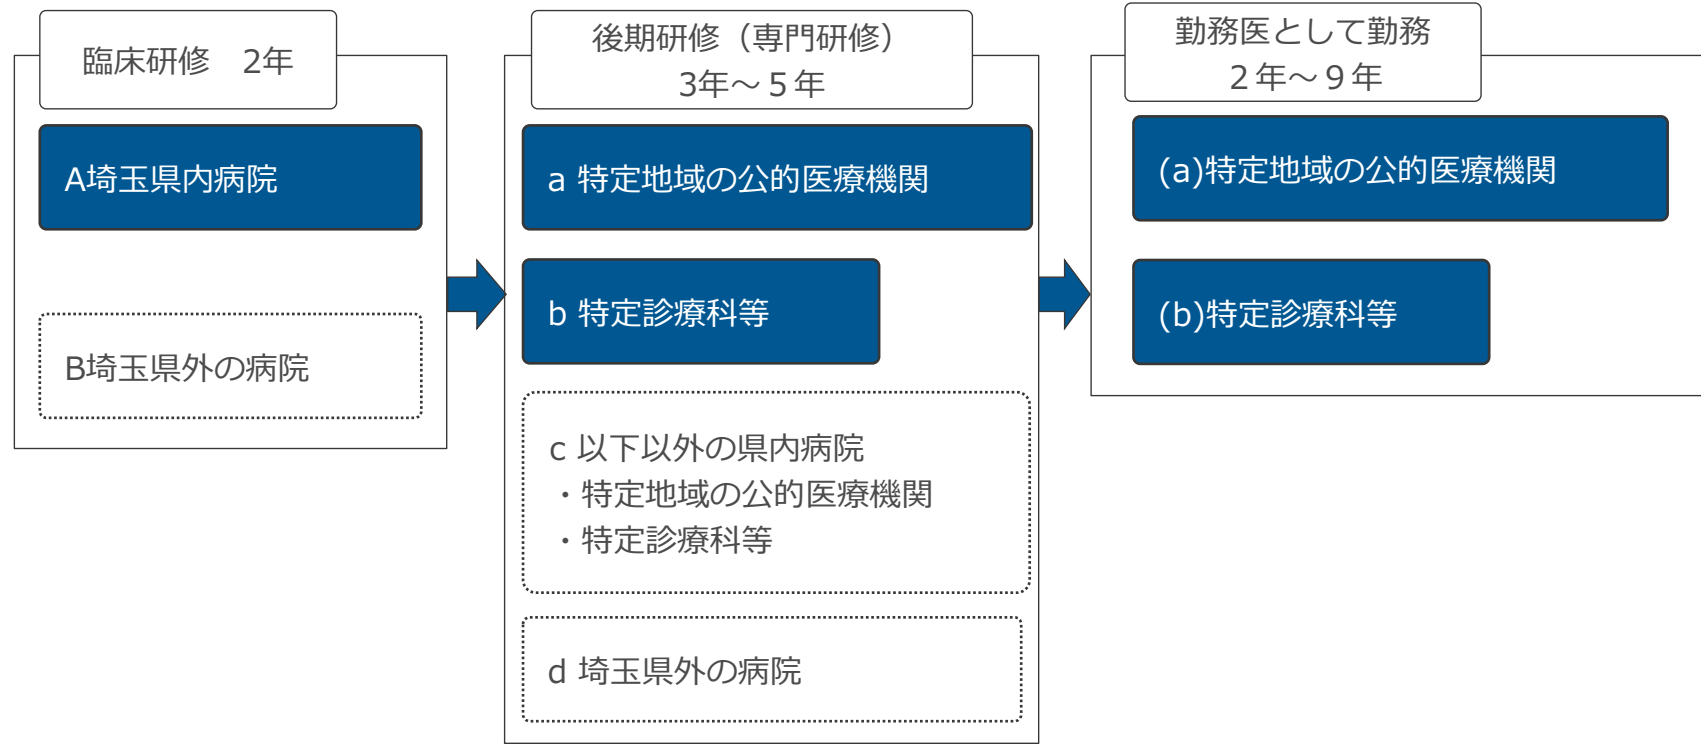 臨床研修　2年
A埼玉県内病院
B埼玉県外の病院
後期研修（専門研修）
3年～５年
a 特定地域の公的医療機関
b 特定診療科等
c 以下以外の県内病院
・特定地域の公的医療機関
・特定診療科等
d 埼玉県外の病院
勤務医として勤務
２年～９年
(a)特定地域の公的医療機関
(b)特定診療科等